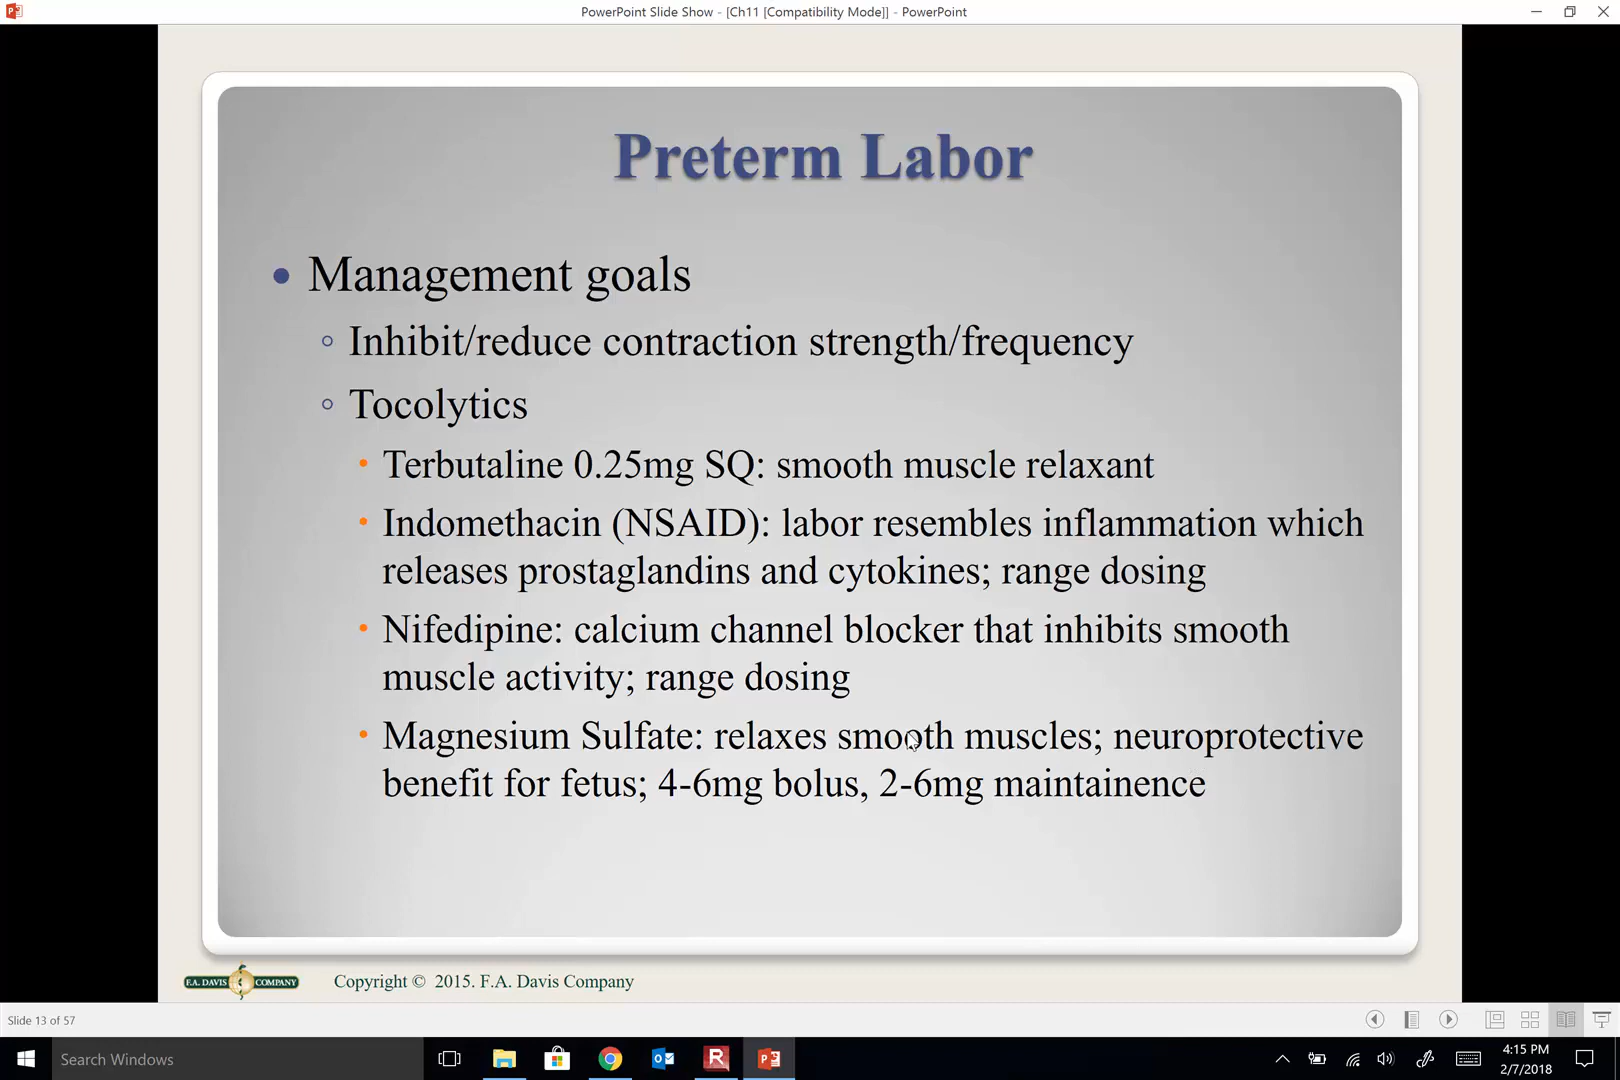 PowerPoint Slide Show - [Ch11 [Compatibility Mode]] - PowerPoint
Preterm Labor
Management goals
Inhibit/reduce contraction strength/frequency
Tocolytics
Terbutaline 0.25mg SQ: smooth muscle relaxant
Indomethacin (NSAID): labor resembles inflammation which
releases prostaglandins and cytokines; range dosing
Nifedipine: calcium channel blocker that inhibits smooth
muscle activity; range dosing
Magnesium Sulfate: relaxes smooth muscles; neuroprotective
benefit for fetus; 4-6mg bolus, 2-6mg maintainence
F.A. DAVIS COMPANY
Copyright © 2015. F.A. Davis Company
Slide 13 of 57
Search Windows
4:15 PM
2/7/2018